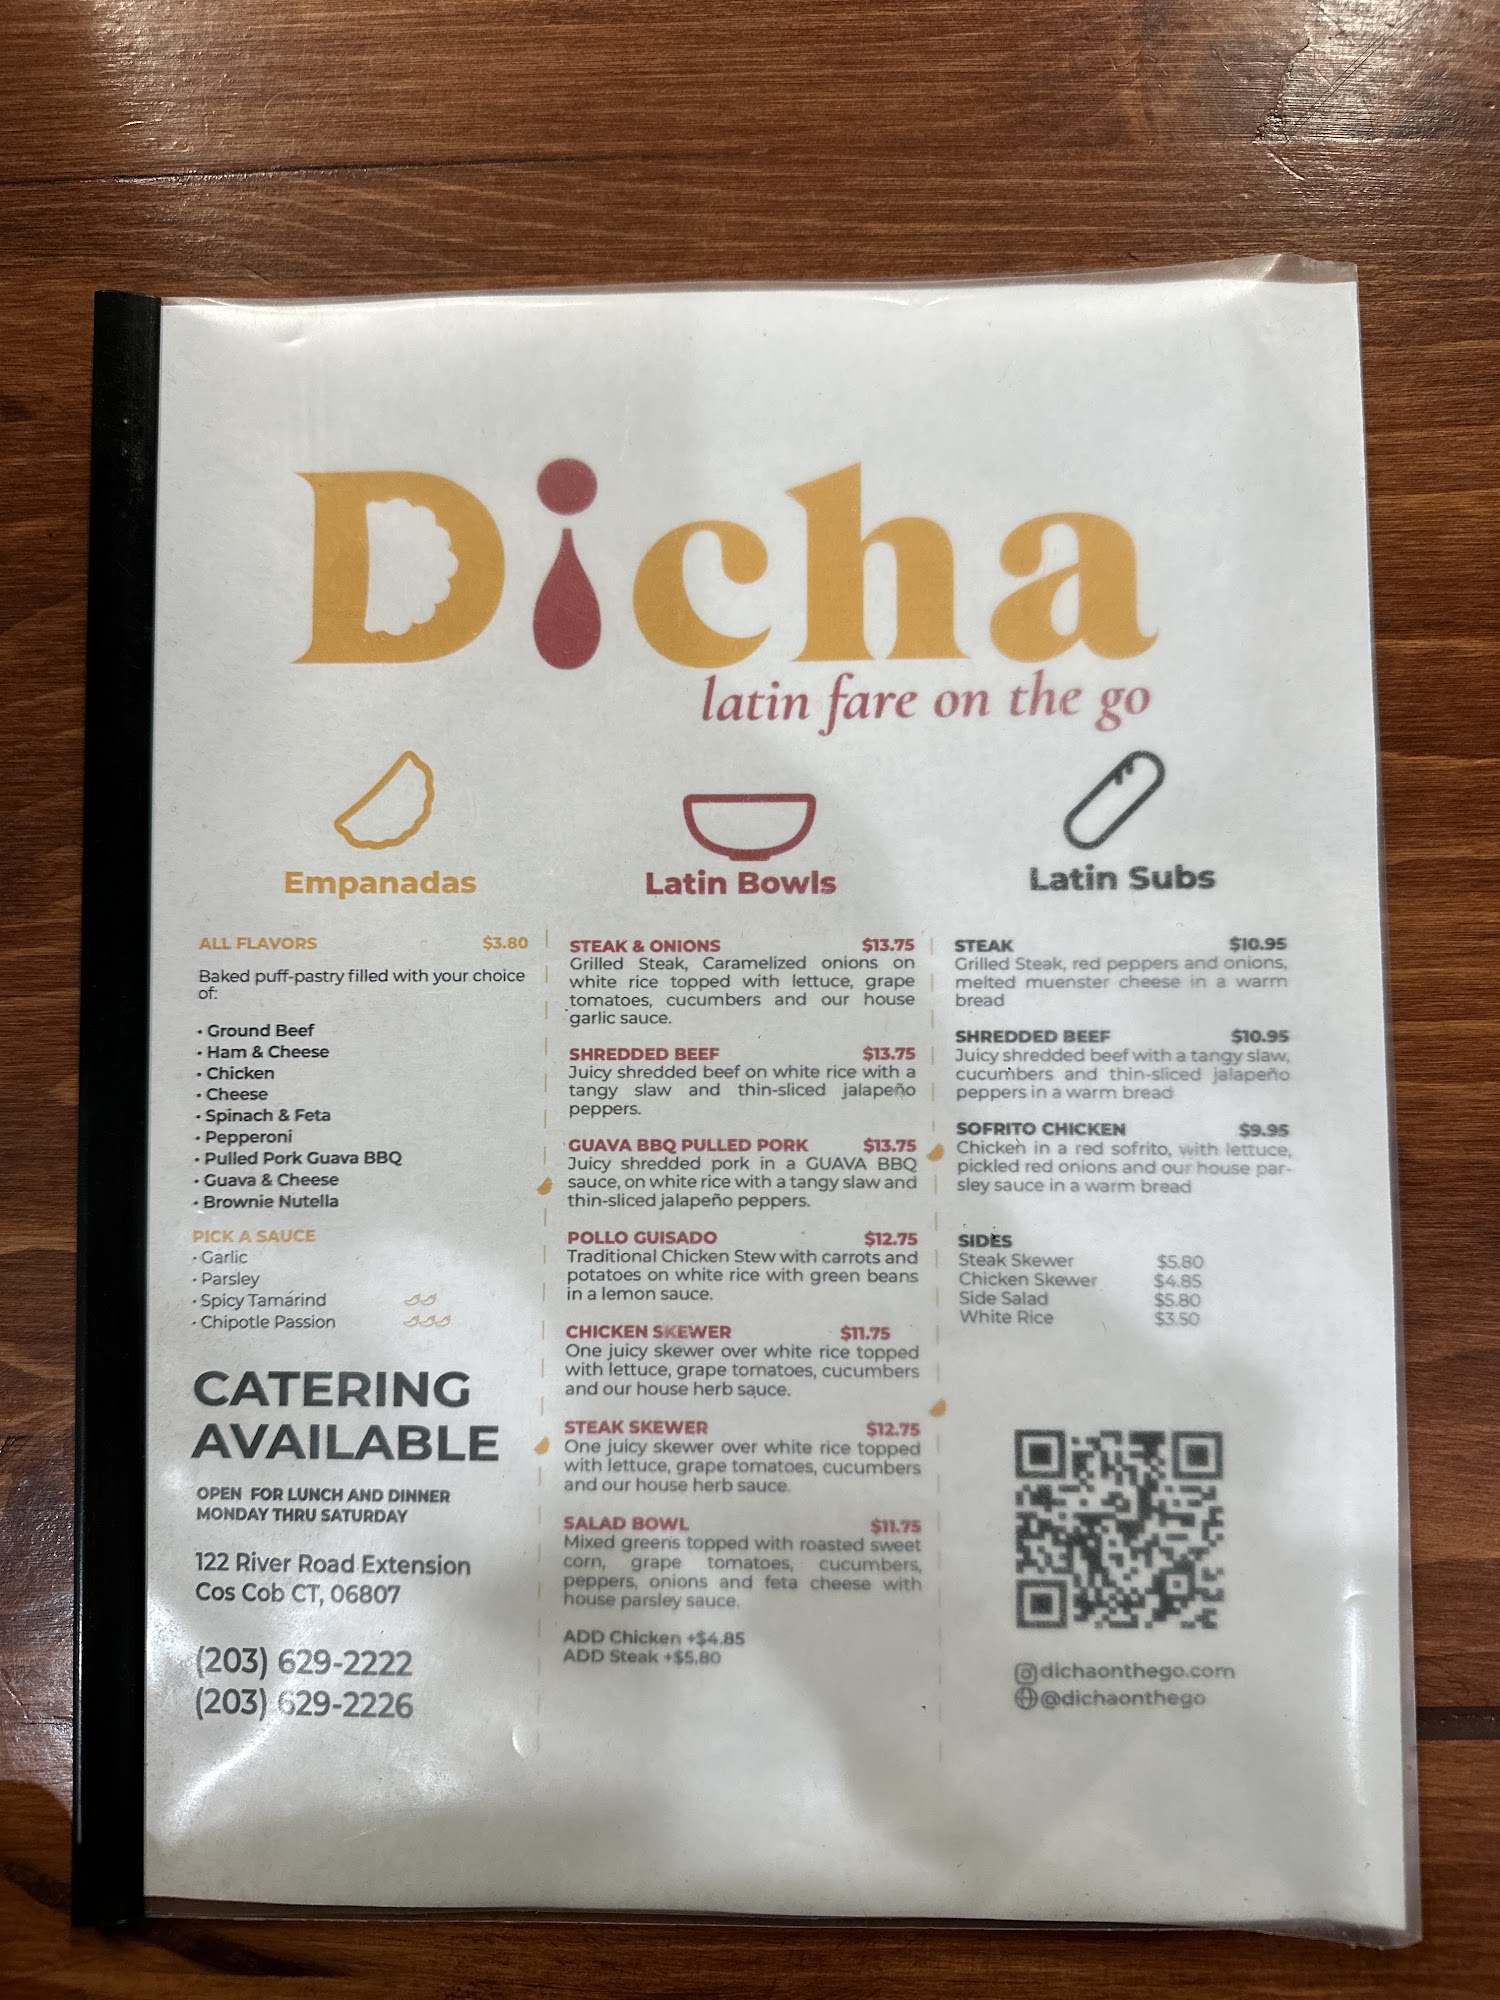 Dicha
latin fare on the go
Empanadas
ALL FLAVORS $3.80
Baked puff-pastry filled with your choice
of:
• Ground Beef
• Ham & Cheese
• Chicken
• Cheese
• Spinach & Feta
• Pepperoni
• Pulled Pork Guava BBQ
• Guava & Cheese
• Brownie Nutella
PICK A SAUCE
• Garlic
• Parsley
• Spicy Tamarind
• Chipotle Passion
CATERING
AVAILABLE
OPEN FOR LUNCH AND DINNER
MONDAY THRU SATURDAY
122 River Road Extension
Cos Cob CT, 06807
(203) 629-2222
(203) 629-2226
Latin Bowls
STEAK & ONIONS $13.75
Grilled Steak, Caramelized onions on
white rice topped with lettuce, grape
tomatoes, cucumbers and our house
garlic sauce.
SHREDDED BEEF $13.75
Juicy shredded beef on white rice with a
tangy slaw and thin-sliced jalapeño
peppers.
GUAVA BBQ PULLED PORK $13.75
Juicy shredded pork in a GUAVA BBQ
sauce, on white rice with a tangy slaw and
thin-sliced jalapeño peppers.
POLLO GUISADO $12.75
Traditional Chicken Stew with carrots and
potatoes on white rice with green beans
in a lemon sauce.
CHICKEN SKEWER $11.75
One juicy skewer over white rice topped
with lettuce, grape tomatoes, cucumbers
and our house herb sauce.
STEAK SKEWER $12.75
One juicy skewer over white rice topped
with lettuce, grape tomatoes, cucumbers
and our house herb sauce.
SALAD BOWL $11.75
Mixed greens topped with roasted sweet
corn, grape tomatoes, cucumbers,
peppers, onions and feta cheese with
house parsley sauce.
ADD Chicken +$4.85
ADD Steak +$5.80
Latin Subs
STEAK $10.95
Grilled Steak, red peppers and onions,
melted muenster cheese in a warm
bread
SHREDDED BEEF $10.95
Juicy shredded beef with a tangy slaw,
cucumbers and thin-sliced jalapeño
peppers in a warm bread
SOFRITO CHICKEN $9.95
Chicken in a red sofrito, with lettuce,
pickled red onions and our house par-
sley sauce in a warm bread
SIDES
Steak Skewer $5.80
Chicken Skewer $4.85
Side Salad $5.80
White Rice $3.50
dichaonthego.com
@dichaonthego